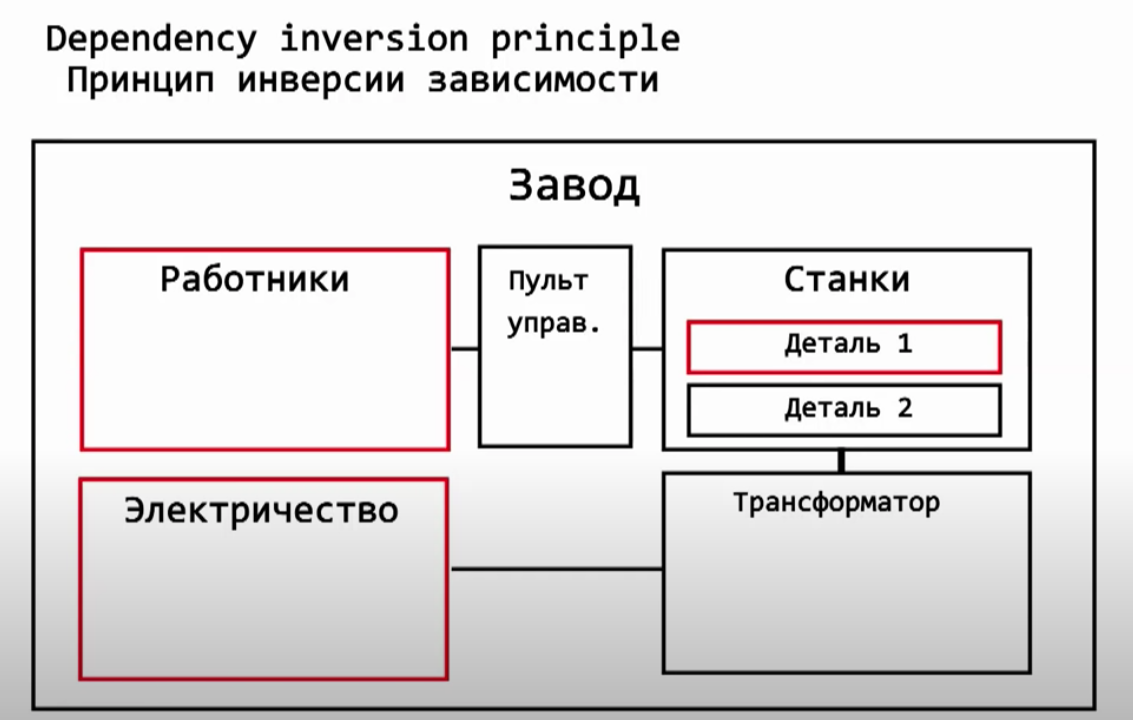 Dependency inversion principle
Принцип инверсии зависимости
Завод
Работники
Пульт
управ.
Станки
Деталь 1
Деталь 2
Электричество
Трансформатор